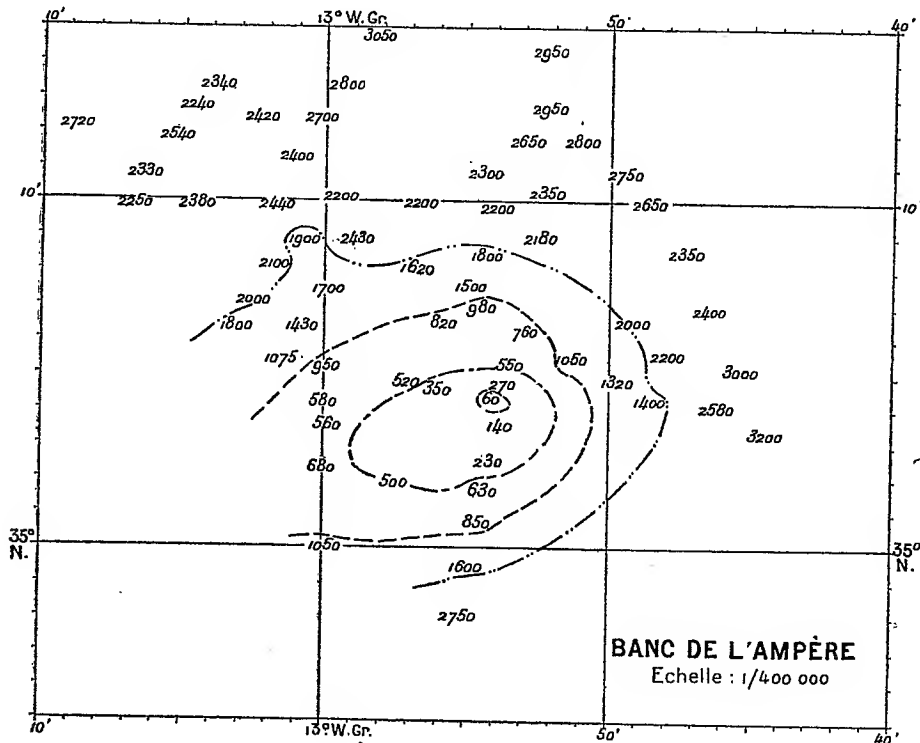 10' 13° W. Gr. 50' 40'
3050
2950
2340 2800
2240 2420 2700 2950
2720 2540 2650 2800
2400
2330 2300 2750
10' 2250 2380 2440 2200 2200 2200 2350 2650 10'
1900 2430 2180
2100 1620 1800 2350
2000 1700 1500
1800 1430 820 980 760 2000 2400
1075 950 550 1050 2200
580 520 350 270 1320 3000
560 60 1400 2580
140 3200
680 230
500 630
850
35° N. 1050 35° N.
1600
2750
BANC DE L'AMPÈRE
Echelle : 1/400 000
10' 13° W. Gr. 50' 40'